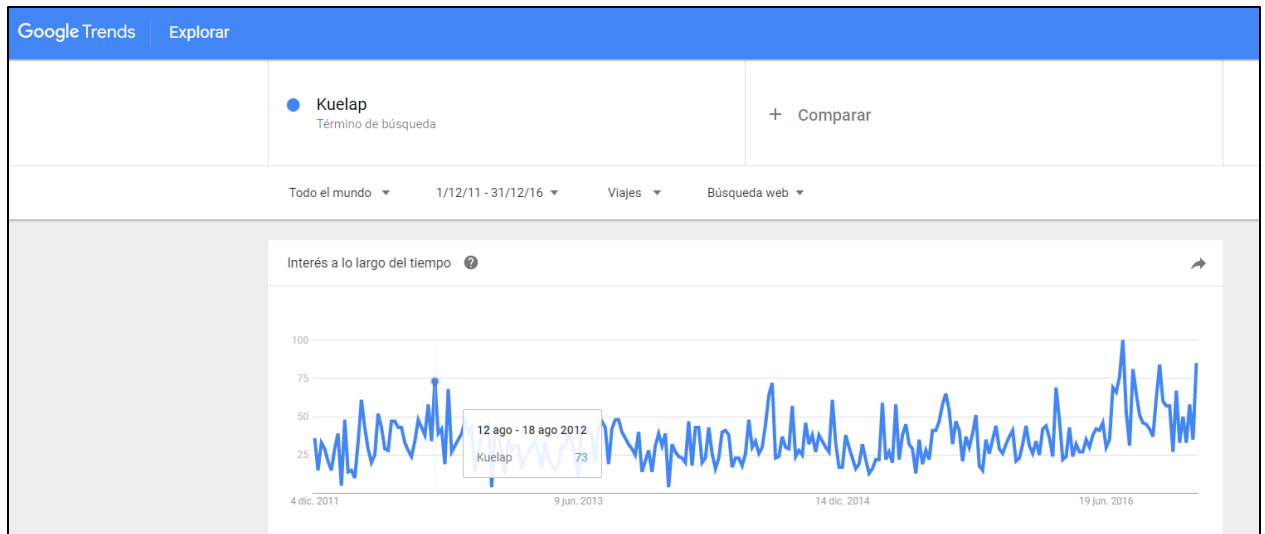 Google Trends Explorar
Kuelap
Término de búsqueda
+ Comparar
Todo el mundo 1/12/11 - 31/12/16 Viajes Búsqueda web
Interés a lo largo del tiempo ?
100
75
50
25
12 ago - 18 ago 2012
Kuelap 73
4 dic. 2011 9 jun. 2013 14 dic. 2014 19 jun. 2016